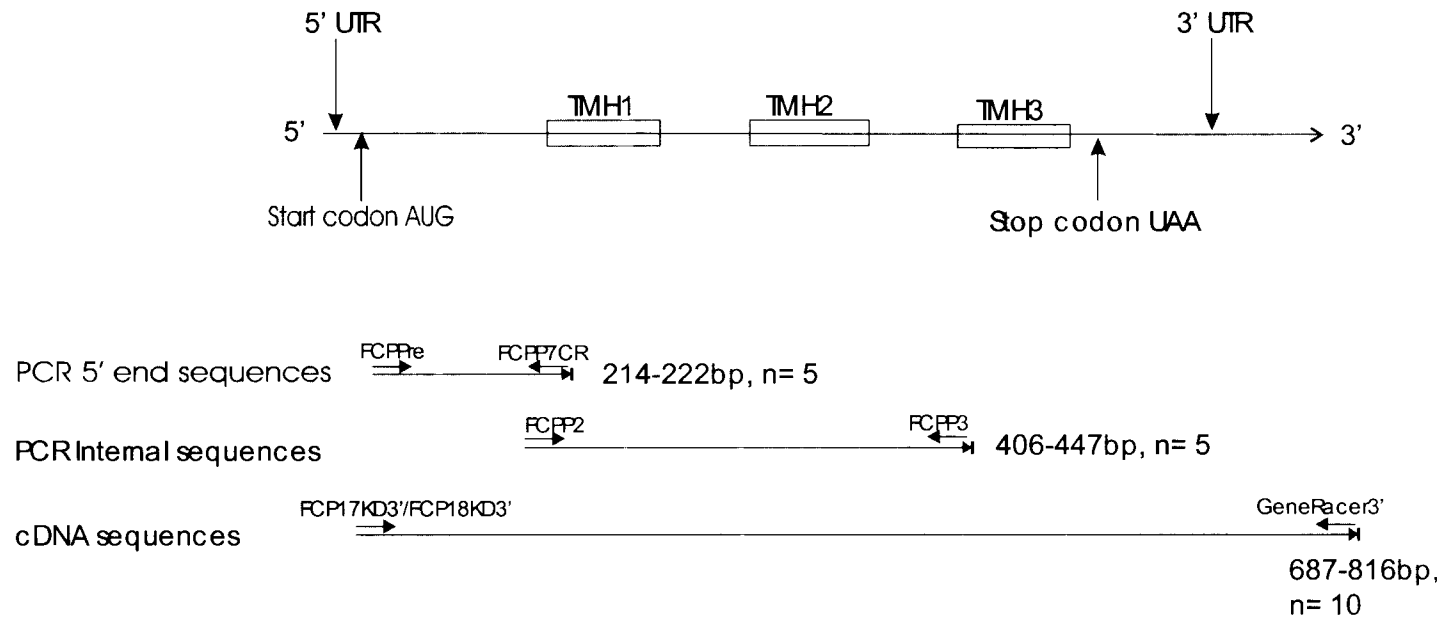 5' UTR
3' UTR
TMH1
TMH2
TMH3
5'
3'
Start codon AUG
Stop codon UAA
FCPPre
FCPP7CR
PCR 5' end sequences
214-222bp, n= 5
FCPP2
FCPP3
PCR Internal sequences
406-447bp, n= 5
FCP17KD3'/FCP18KD3'
GeneRacer3'
cDNA sequences
687-816bp,
n= 10